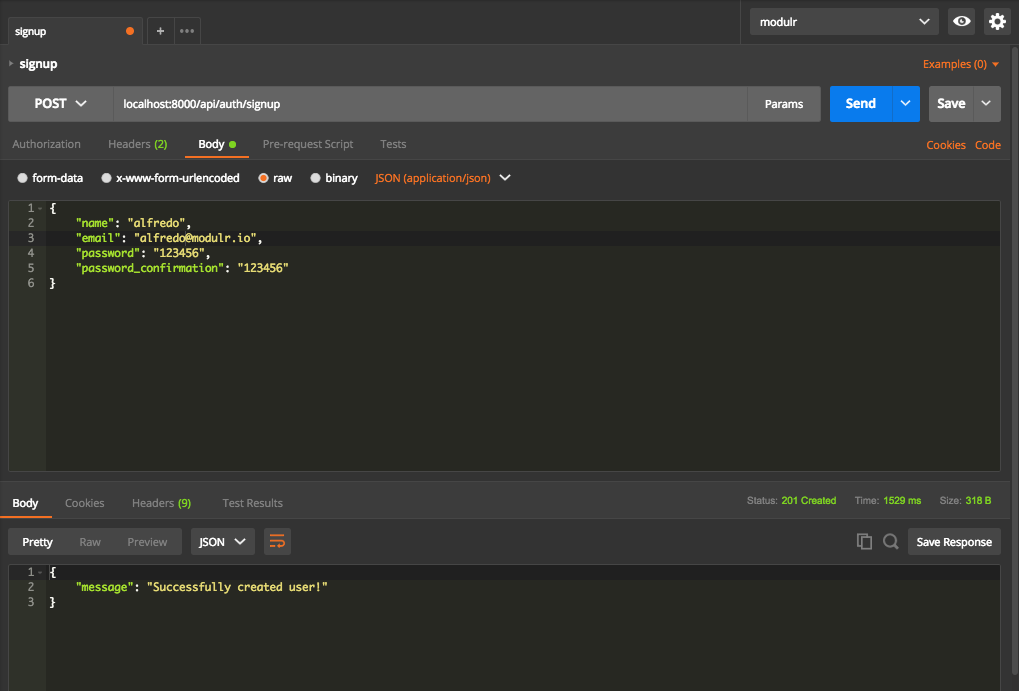 signup + ••• modulr
signup Examples (0)
POST localhost:8000/api/auth/signup Params Send Save
Authorization Headers (2) Body Pre-request Script Tests Cookies Code
form-data x-www-form-urlencoded raw binary JSON (application/json)
1 {
2 "name": "alfredo",
3 "email": "alfredo@modulr.io",
4 "password": "123456",
5 "password_confirmation": "123456"
6 }
Body Cookies Headers (9) Test Results Status: 201 Created Time: 1529 ms Size: 318 B
Pretty Raw Preview JSON Save Response
1 {
2 "message": "Successfully created user!"
3 }